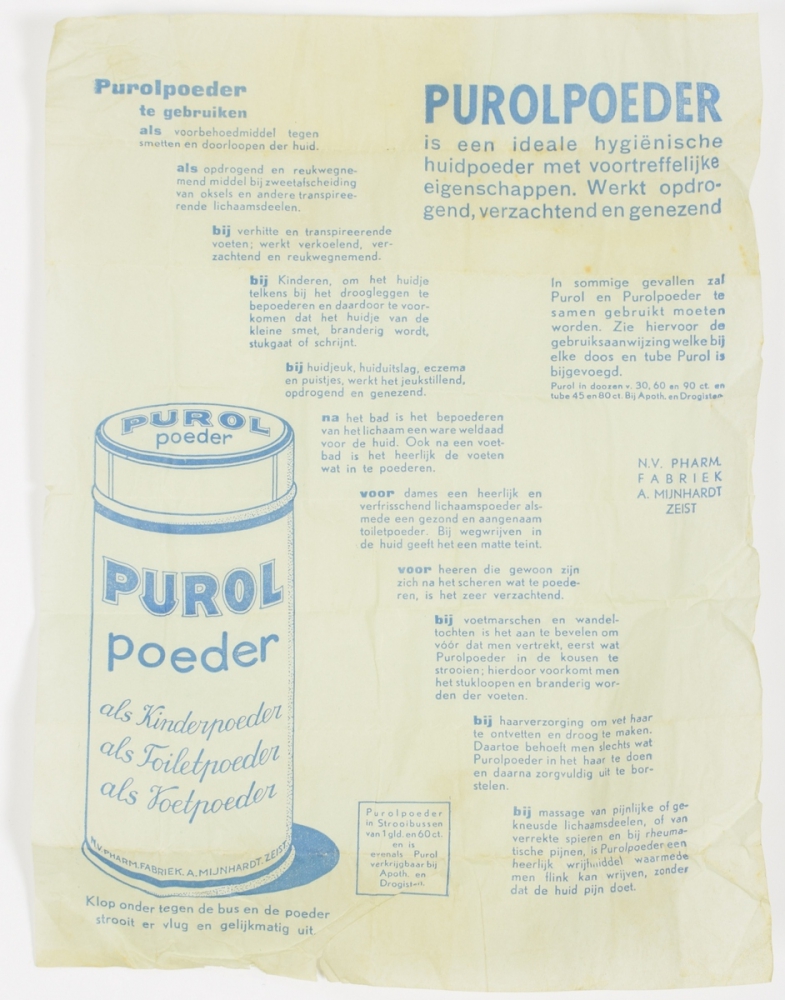 Purolpoeder
te gebruiken
als voorbehoedmiddel tegen
smetten en doorloopen der huid.
als opdrogend en reukwegne-
mend middel bij zweetafscheiding
van oksels en andere transpiree-
rende lichaamsdeelen.
bij verhitte en transpireerende
voeten; werkt verkoelend, ver-
zachtend en reukwegnemend.
bij Kinderen, om het huidje
telkens bij het droogleggen te
bepoederen en daardoor te voor-
komen dat het huidje van de
kleine smet, branderig wordt,
stukgaat of schrijnt.
bij huidjeuk, huiduitslag, eczema
en puistjes, werkt het jeukstillend,
opdrogend en genezend.
na het bad is het bepoederen
van het lichaam een ware weldaad
voor de huid. Ook na een voet-
bad is het heerlijk de voeten
wat in te poederen.
voor dames een heerlijk en
verfrisschend lichaamspoeder als-
mede een gezond en aangenaam
toiletpoeder. Bij wegwrijven in
de huid geeft het een matte teint.
voor heeren die gewoon zijn
zich na het scheren wat te poede-
ren, is het zeer verzachtend.
bij voetmarschen en wandel-
tochten is het aan te bevelen om
vóór dat men vertrekt, eerst wat
Purolpoeder in de kousen te
strooien; hierdoor voorkomt men
het stukloopen en branderig wor-
den der voeten.
bij haarverzorging om vet haar
te ontvetten en droog te maken.
Daartoe behoeft men slechts wat
Purolpoeder in het haar te doen
en daarna zorgvuldig uit te bor-
stelen.
bij massage van pijnlijke of ge-
kneusde lichaamsdeelen, of van
verrekte spieren en bij rheuma-
tische pijnen, is Purolpoeder een
heerlijk wrijfmiddel waarmede
men flink kan wrijven, zonder
dat de huid pijn doet.
PUROLPOEDER
is een ideale hygiënische
huidpoeder met voortreffelijke
eigenschappen. Werkt opdro-
gend, verzachtend en genezend
In sommige gevallen zal
Purol en Purolpoeder te
samen gebruikt moeten
worden. Zie hiervoor de
gebruiksaanwijzing welke bij
elke doos en tube Purol is
bijgevoegd.
Purol in doozen v. 30, 60 en 90 ct. en
tube 45 en 80 ct. Bij Apoth. en Drogisten
N.V. PHARM.
FABRIEK
A. MIJNHARDT
ZEIST
PUROL
poeder
PUROL
poeder
als Kinderpoeder
als Toiletpoeder
als Voetpoeder
N.V. PHARM. FABRIEK. A. MIJNHARDT. ZEIST
Klop onder tegen de bus en de poeder
strooit er vlug en gelijkmatig uit.
Purolpoeder
in Strooibussen
van 1 gld. en 60 ct.
en is
evenals Purol
verkrijgbaar bij
Apoth. en
Drogisten.